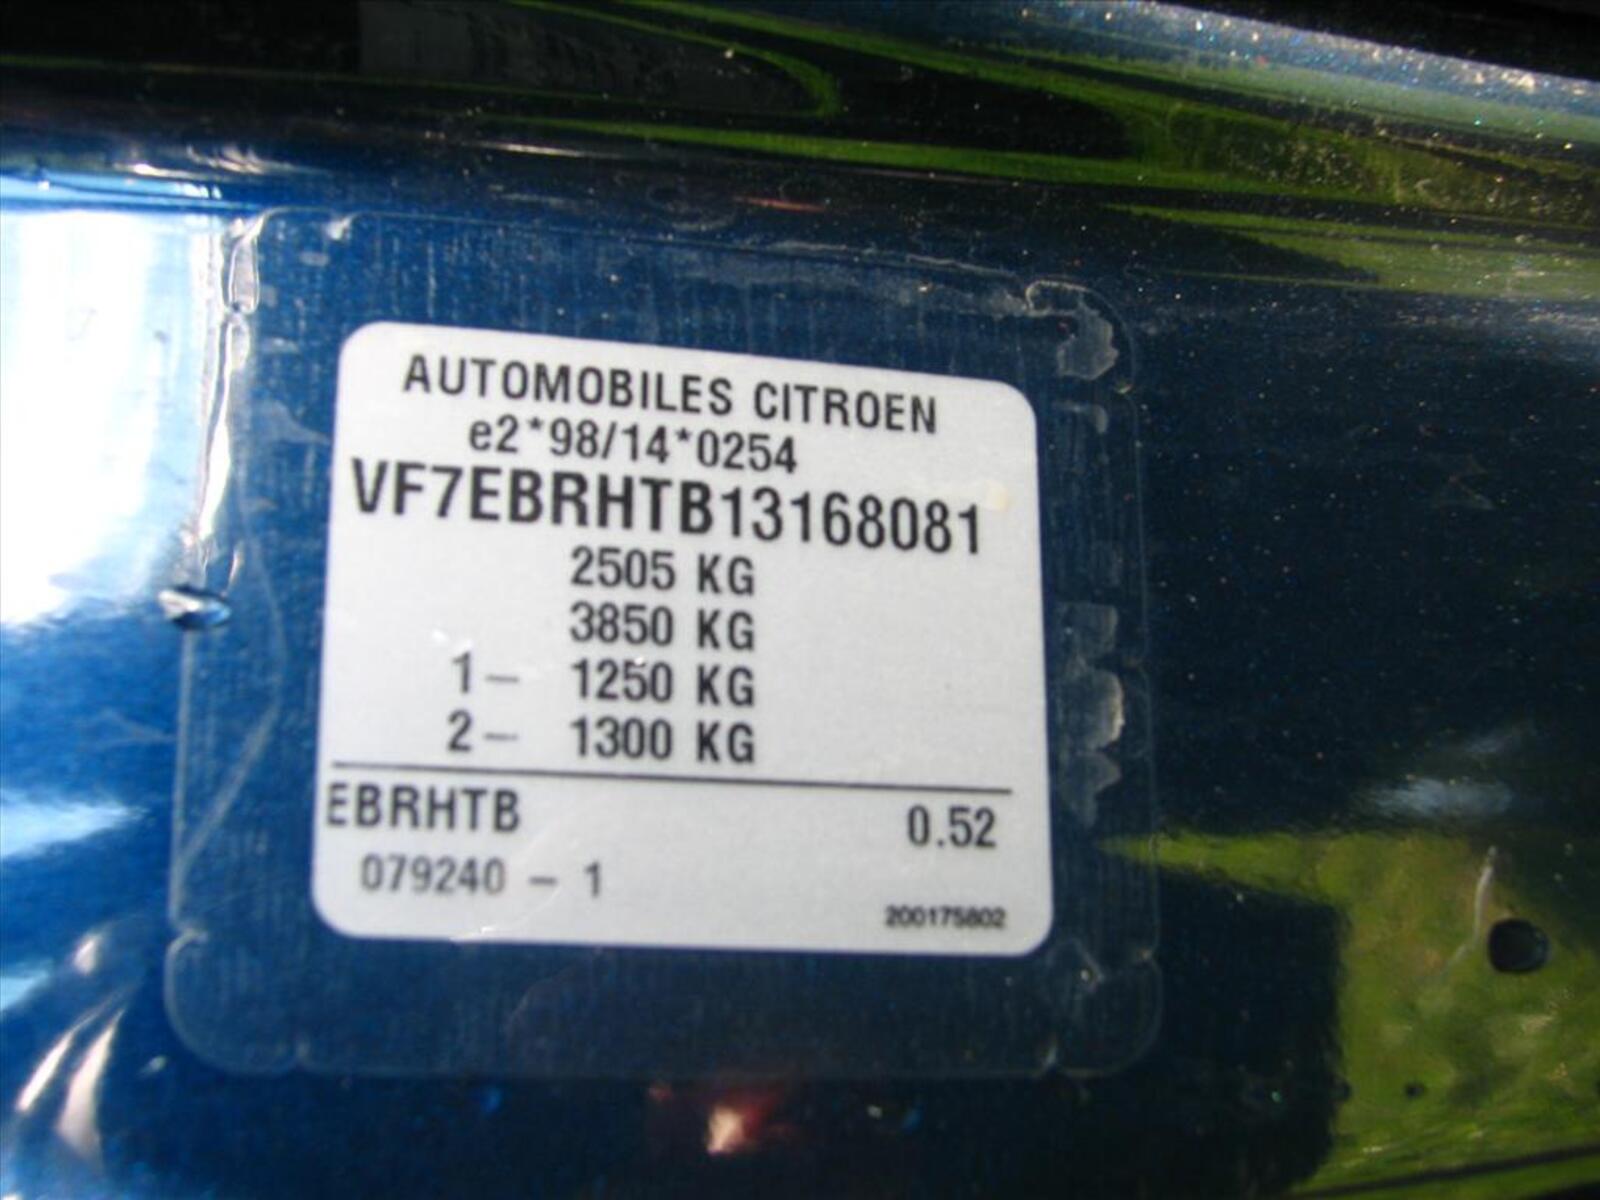 AUTOMOBILES CITROEN
e2*98/14*0254
VF7EBRHTB13168081
2505 KG
3850 KG
1- 1250 KG
2- 1300 KG
EBRHTB 0.52
079240 - 1
200175802